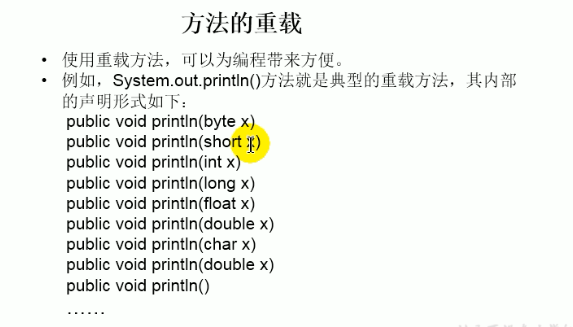 方法的重载
• 使用重载方法，可以为编程带来方便。
• 例如，System.out.println()方法就是典型的重载方法，其内部
的声明形式如下：
public void println(byte x)
public void println(short x)
public void println(int x)
public void println(long x)
public void println(float x)
public void println(double x)
public void println(char x)
public void println(double x)
public void println()
……